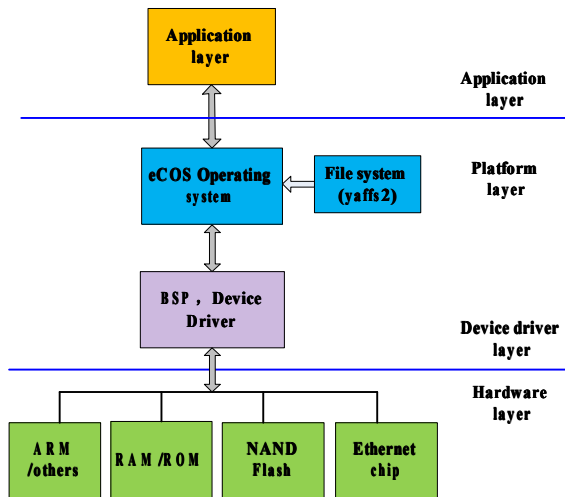 Application
layer
Application
layer
eCOS Operating
system
File system
(yaffs2)
Platform
layer
BSP , Device
Driver
Device driver
layer
Hardware
layer
ARM
/others
RAM/ROM
NAND
Flash
Ethernet
chip